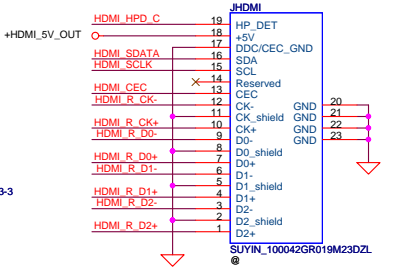 JHDMI
HDMI_HPD_C 19 HP_DET
+HDMI_5V_OUT 18 +5V
17 DDC/CEC_GND
HDMI_SDATA 16 SDA
HDMI_SCLK 15 SCL
14 Reserved
HDMI_CEC 13 CEC
HDMI_R_CK- 12 CK- GND 20
11 CK_shield GND 21
HDMI_R_CK+ 10 CK+ GND 22
HDMI_R_D0- 9 D0- GND 23
8 D0_shield
HDMI_R_D0+ 7 D0+
HDMI_R_D1- 6 D1-
5 D1_shield
3-3
HDMI_R_D1+ 4 D1+
HDMI_R_D2- 3 D2-
2 D2_shield
HDMI_R_D2+ 1 D2+
SUYIN_100042GR019M23DZL
@